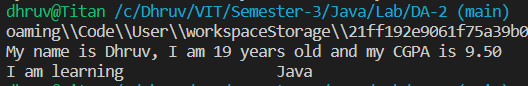 dhruv@Titan /c/Dhruv/VIT/Semester-3/Java/Lab/DA-2 (main)
oaming\\Code\\User\\workspaceStorage\\21ff192e9061f75a39b0
My name is Dhruv, I am 19 years old and my CGPA is 9.50
I am learning                    Java